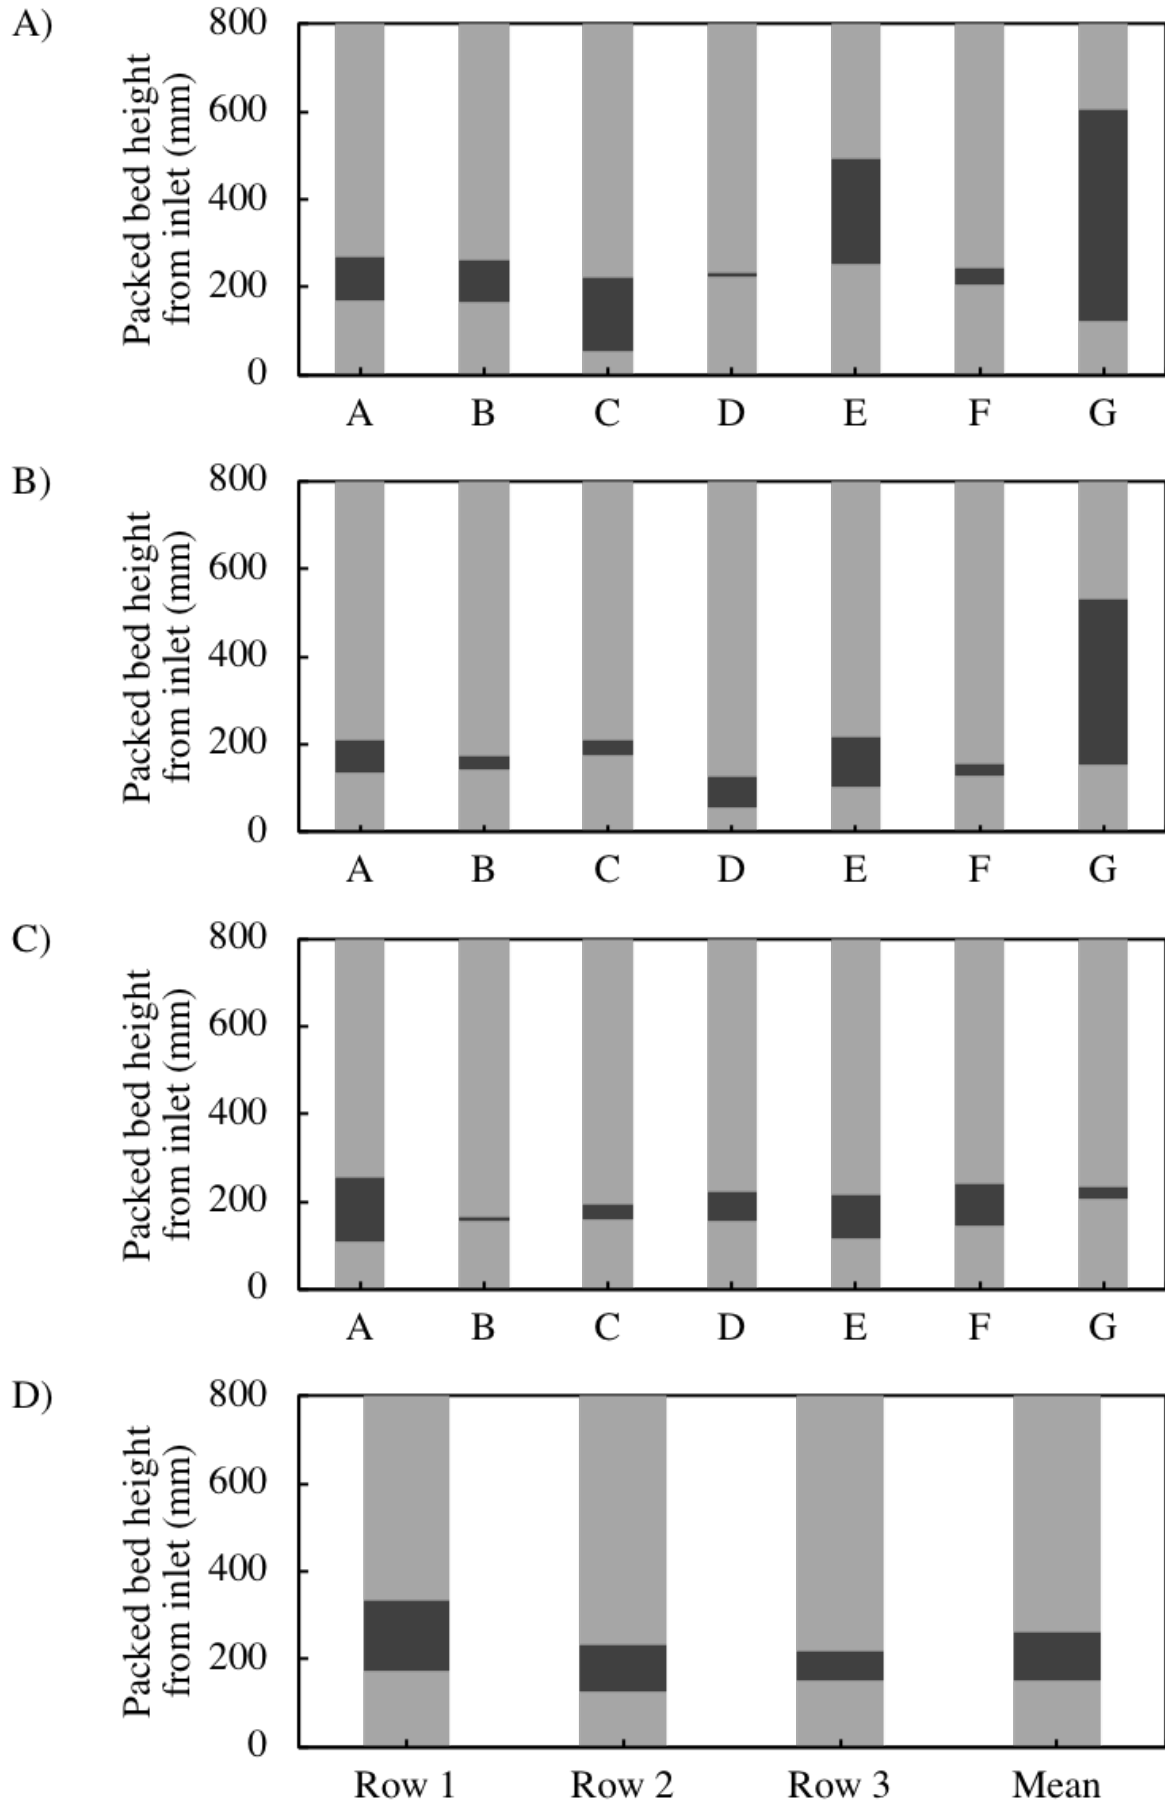 A)
Packed bed height
from inlet (mm)
800
600
400
200
0
A B C D E F G
B)
Packed bed height
from inlet (mm)
800
600
400
200
0
A B C D E F G
C)
Packed bed height
from inlet (mm)
800
600
400
200
0
A B C D E F G
D)
Packed bed height
from inlet (mm)
800
600
400
200
0
Row 1 Row 2 Row 3 Mean